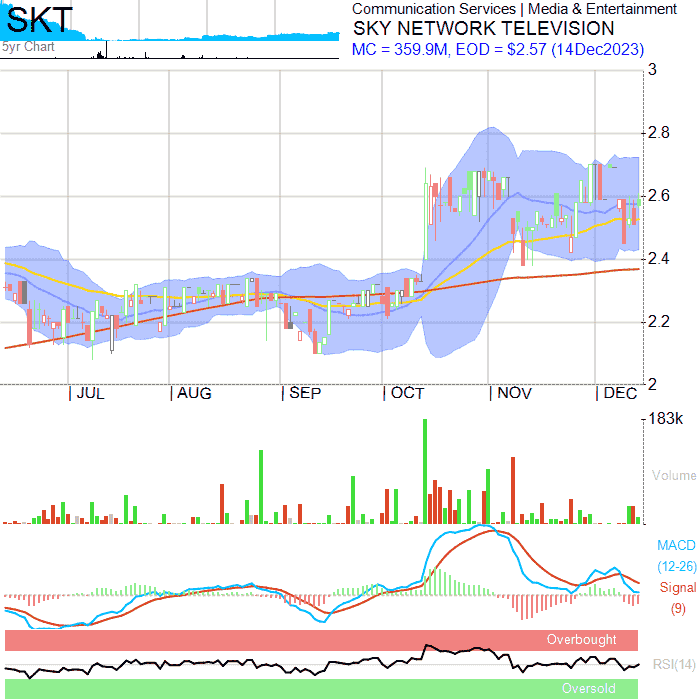 SKT
5yr Chart
Communication Services | Media & Entertainment
SKY NETWORK TELEVISION
MC = 359.9M, EOD = $2.57 (14Dec2023)
3
2.8
2.6
2.4
2.2
2
JUL AUG SEP OCT NOV DEC
183k
Volume
MACD
(12-26)
Signal
(9)
Overbought
RSI(14)
Oversold